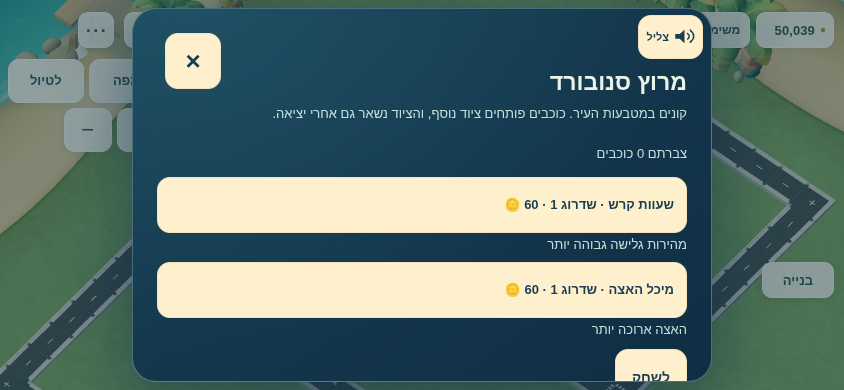 50,039
משימ
צליל
...
לטיול
מפה
–
×
מרוץ סנובורד
קונים במטבעות העיר. כוכבים פותחים ציוד נוסף, והציוד נשאר גם אחרי יציאה.
צברתם 0 כוכבים
שעוות קרש · שדרוג 1 · 60
מהירות גלישה גבוהה יותר
מיכל האצה · שדרוג 1 · 60
האצה ארוכה יותר
בנייה
לשחק